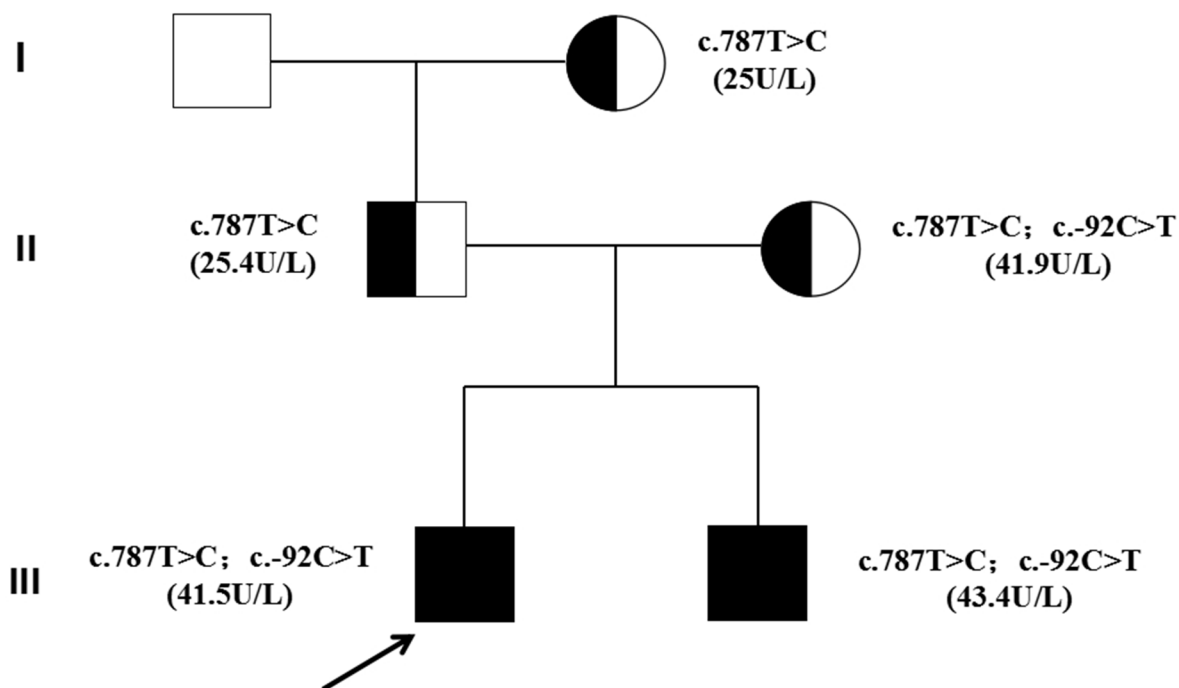 I
c.787T>C
(25U/L)
II
c.787T>C
(25.4U/L)
c.787T>C； c.-92C>T
(41.9U/L)
III
c.787T>C； c.-92C>T
(41.5U/L)
c.787T>C； c.-92C>T
(43.4U/L)